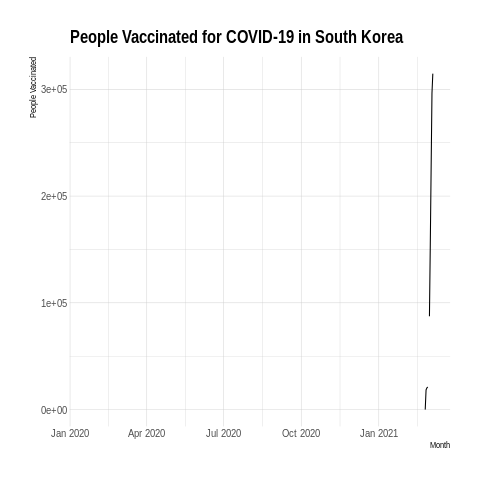 People Vaccinated for COVID-19 in South Korea
People Vaccinated
3e+05
2e+05
1e+05
0e+00
Jan 2020 Apr 2020 Jul 2020 Oct 2020 Jan 2021
Month